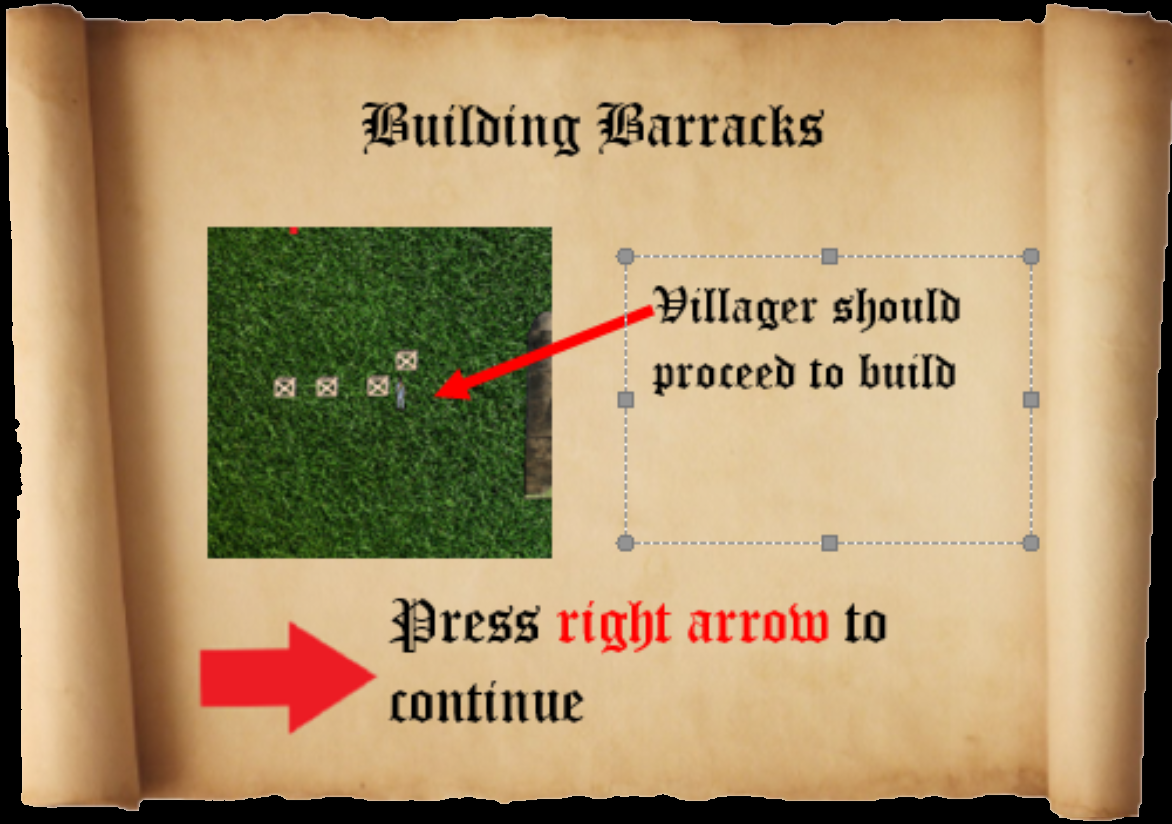 Building Barracks
Villager should
proceed to build
Press right arrow to
continue